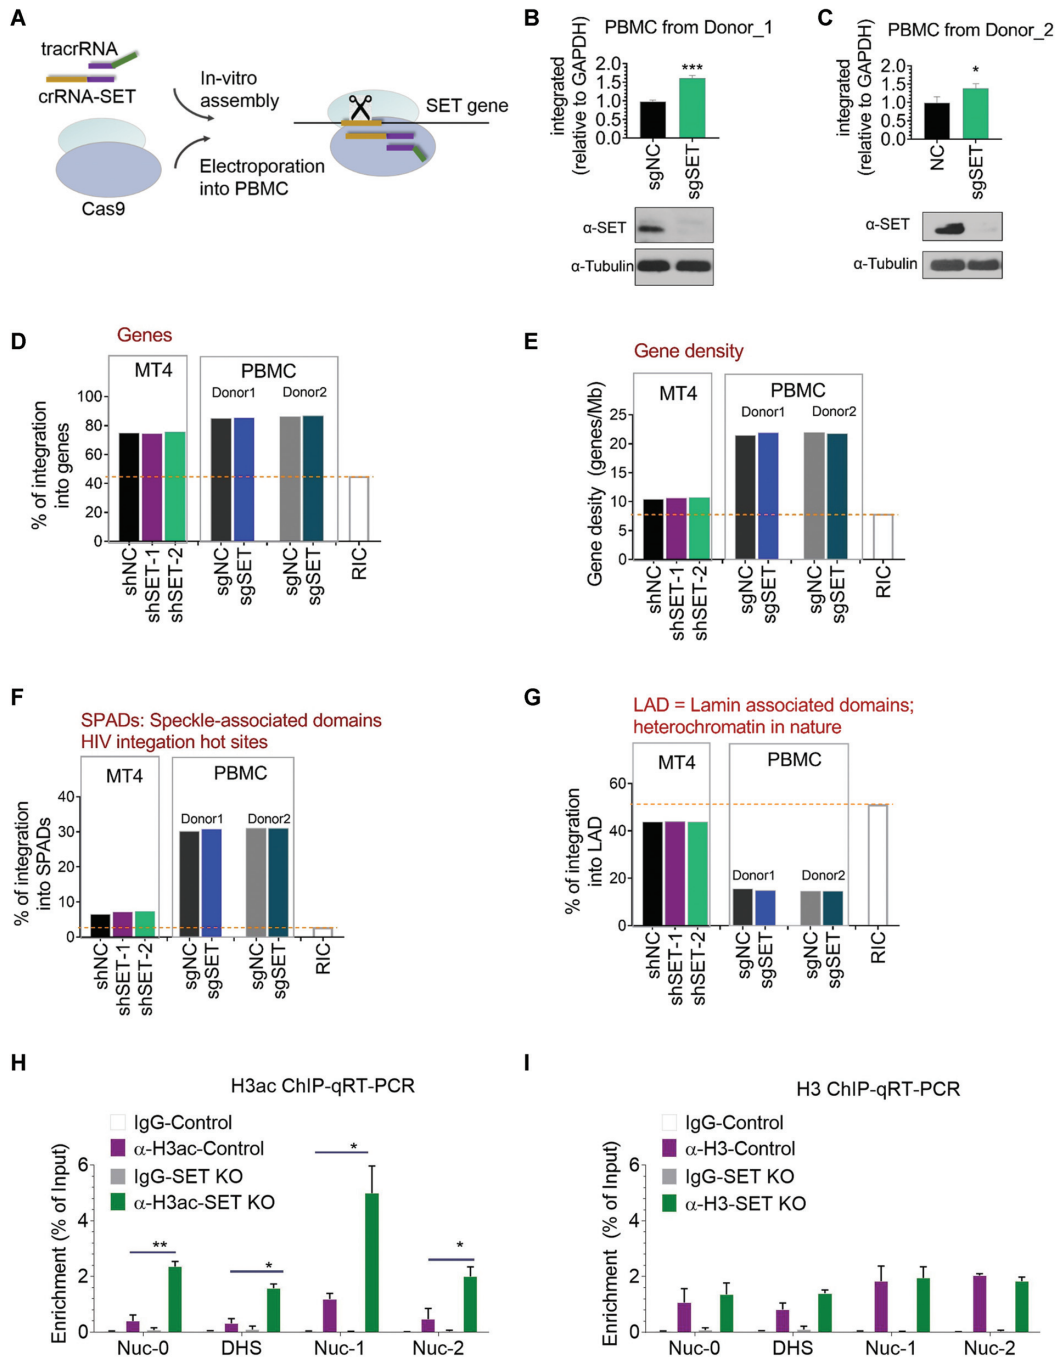 A
tracrRNA
crRNA-SET
Cas9
In-vitro
assembly
Electroporation
into PBMC
SET gene
B
PBMC from Donor_1
integrated
(relative to GAPDH)
2.0
1.5
1.0
0.5
0.0
***
sgNC
sgSET
α-SET
α-Tubulin
C
PBMC from Donor_2
integrated
(relative to GAPDH)
2.0
1.5
1.0
0.5
0.0
*
NC
sgSET
α-SET
α-Tubulin
D
Genes
MT4
PBMC
Donor1
Donor2
% of integration
into genes
100
80
60
40
20
0
shNC
shSET-1
shSET-2
sgNC
sgSET
sgNC
sgSET
RIC
E
Gene density
MT4
PBMC
Donor1
Donor2
Gene desity (genes/Mb)
25
20
15
10
5
0
shNC
shSET-1
shSET-2
sgNC
sgSET
sgNC
sgSET
RIC
F
SPADs: Speckle-associated domains
HIV integation hot sites
MT4
PBMC
Donor1
Donor2
% of integration
into SPADs
40
30
20
10
0
shNC
shSET-1
shSET-2
sgNC
sgSET
sgNC
sgSET
RIC
G
LAD = Lamin associated domains;
heterochromatin in nature
MT4
PBMC
Donor1
Donor2
% of integration
into LAD
60
40
20
0
shNC
shSET-1
shSET-2
sgNC
sgSET
sgNC
sgSET
RIC
H
H3ac ChIP-qRT-PCR
IgG-Control
α-H3ac-Control
IgG-SET KO
α-H3ac-SET KO
Enrichment (% of Input)
6
4
2
0
**
*
*
*
Nuc-0
DHS
Nuc-1
Nuc-2
I
H3 ChIP-qRT-PCR
IgG-Control
α-H3-Control
IgG-SET KO
α-H3-SET KO
Enrichment (% of Input)
6
4
2
0
Nuc-0
DHS
Nuc-1
Nuc-2